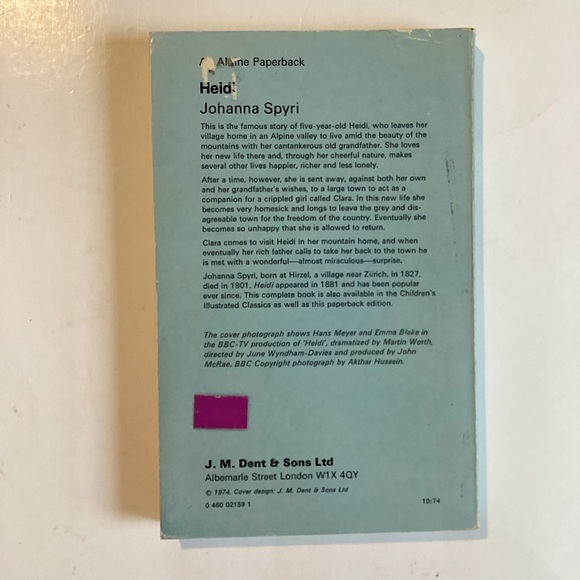 Alpine Paperback
Heidi
Johanna Spyri
This is the famous story of five-year-old Heidi, who leaves her
village home in an Alpine valley to live amid the beauty of the
mountains with her cantankerous old grandfather. She loves
her new life there and, through her cheerful nature, makes
several other lives happier, richer and less lonely.
After a time, however, she is sent away, against both her own
and her grandfather's wishes, to a large town to act as a
companion for a crippled girl called Clara. In this new life she
becomes very homesick and longs to leave the grey and dis-
agreeable town for the freedom of the country. Eventually she
becomes so unhappy that she is allowed to return.
Clara comes to visit Heidi in her mountain home, and when
eventually her rich father calls to take her back to the town he
is met with a wonderful—almost miraculous—surprise.
Johanna Spyri, born at Hirzel, a village near Zürich, in 1827,
died in 1901. Heidi appeared in 1881 and has been popular
ever since. This complete book is also available in the Children's
Illustrated Classics as well as this paperback edition.
The cover photograph shows Hans Meyer and Emma Blake in
the BBC-TV production of 'Heidi', dramatized by Martin Worth,
directed by June Wyndham-Davies and produced by John
McRae. BBC Copyright photograph by Akthar Hussein.
J. M. Dent & Sons Ltd
Albemarle Street London W1X 4QY
© 1974. Cover design: J. M. Dent & Sons Ltd
0 460 02159 1
10/74